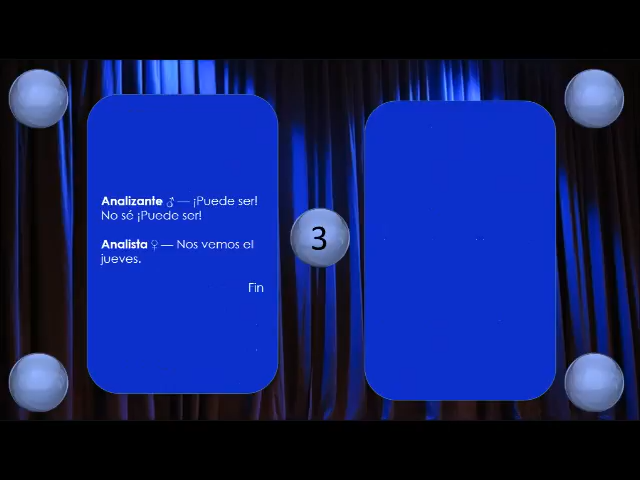 Analizante ♂ — ¡Puede ser!
No sé ¡Puede ser!
Analista ♀ — Nos vemos el
jueves.
Fin
3